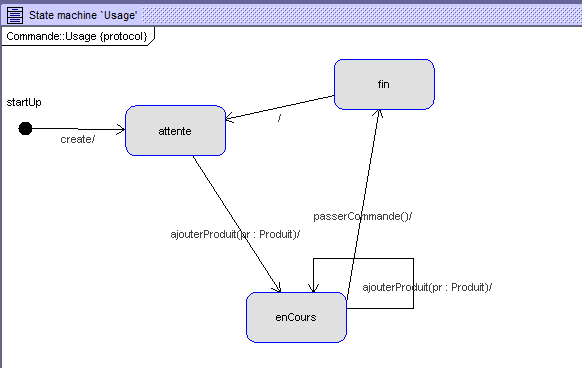 State machine `Usage'
Commande::Usage {protocol}
fin
startUp
/
attente
create/
passerCommande()/
ajouterProduit(pr : Produit)/
ajouterProduit(pr : Produit)/
enCours